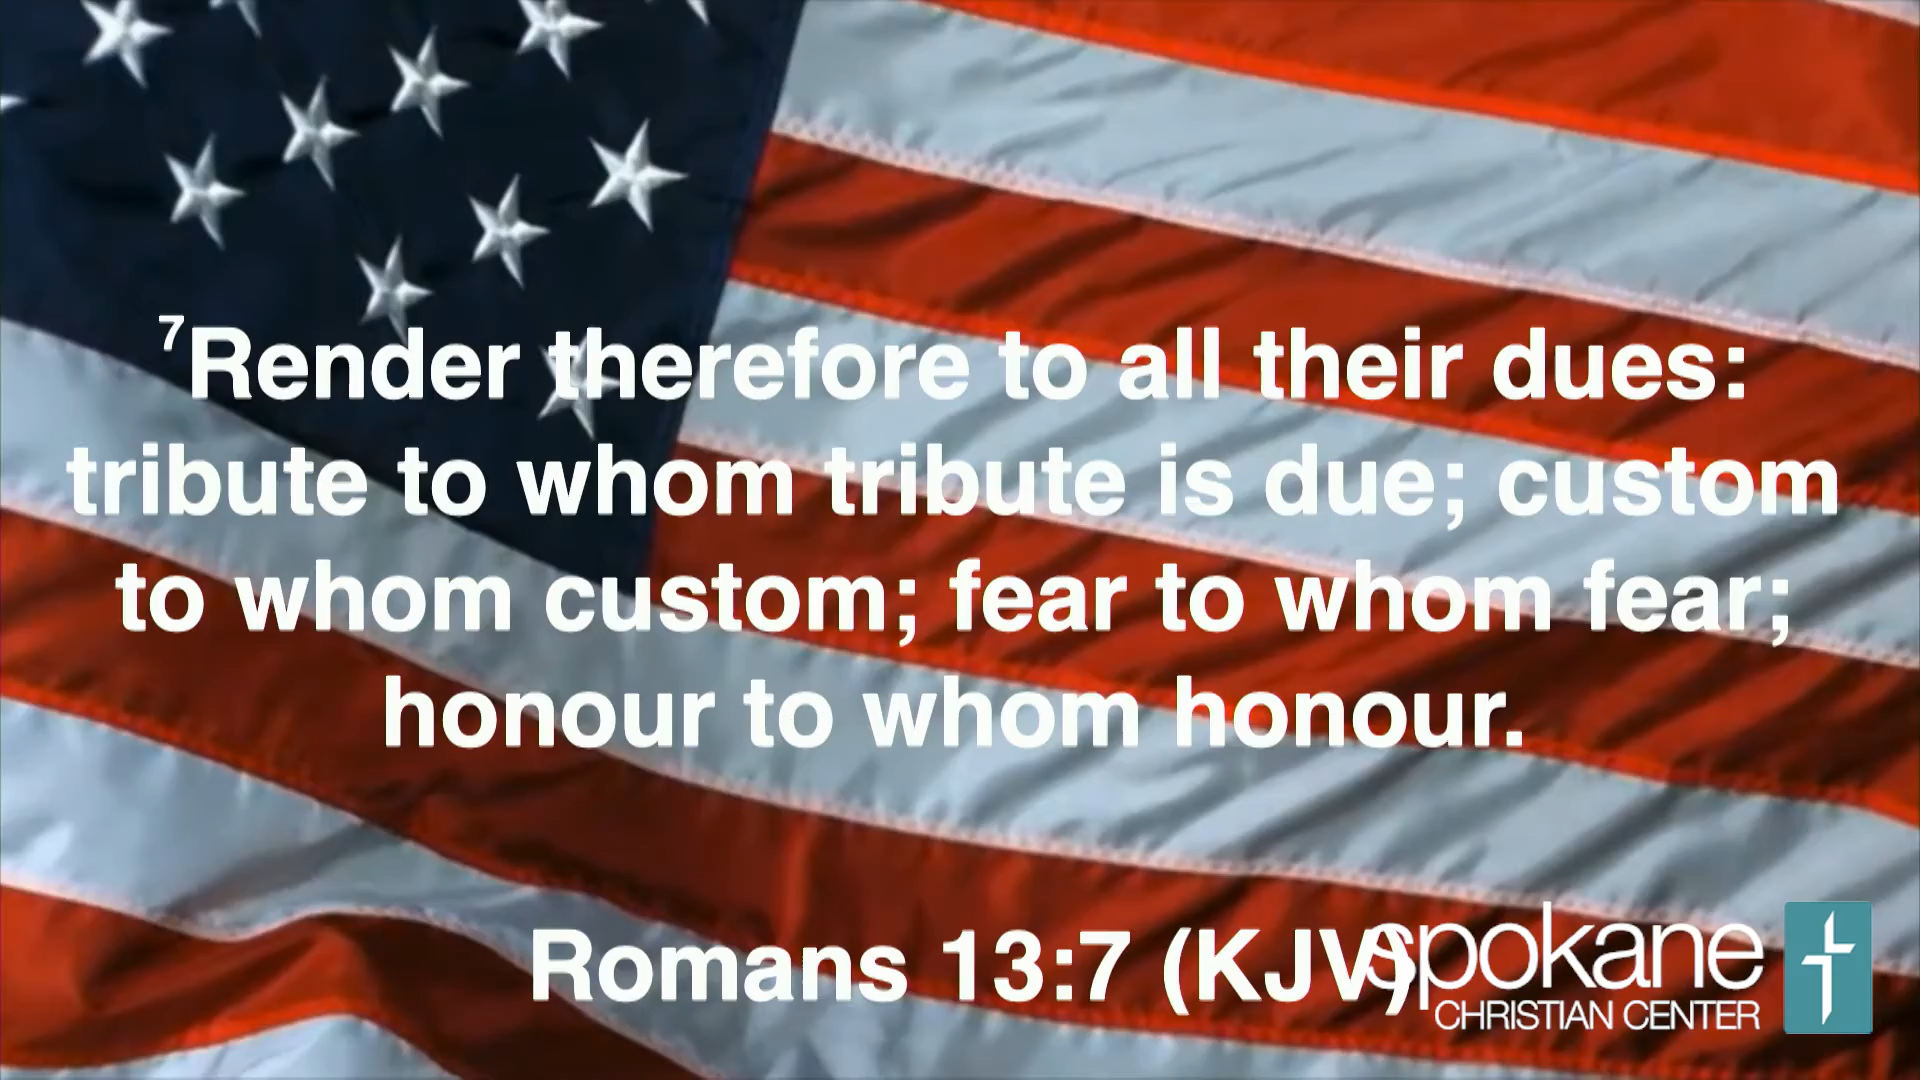 7Render therefore to all their dues:
tribute to whom tribute is due; custom
to whom custom; fear to whom fear;
honour to whom honour.
Romans 13:7 (KJV)
spokane
CHRISTIAN CENTER